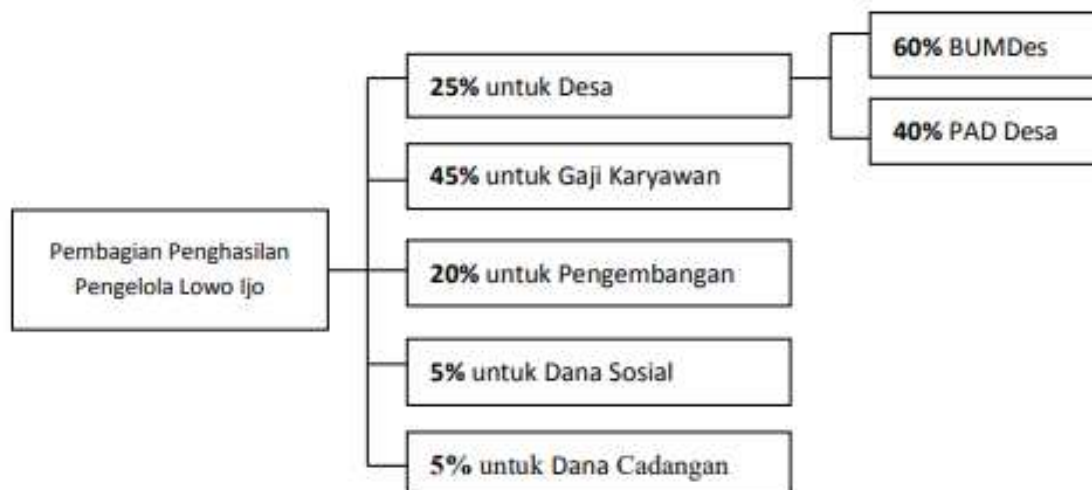 Pembagian Penghasilan
Pengelola Lowo Ijo
25% untuk Desa
60% BUMDes
40% PAD Desa
45% untuk Gaji Karyawan
20% untuk Pengembangan
5% untuk Dana Sosial
5% untuk Dana Cadangan